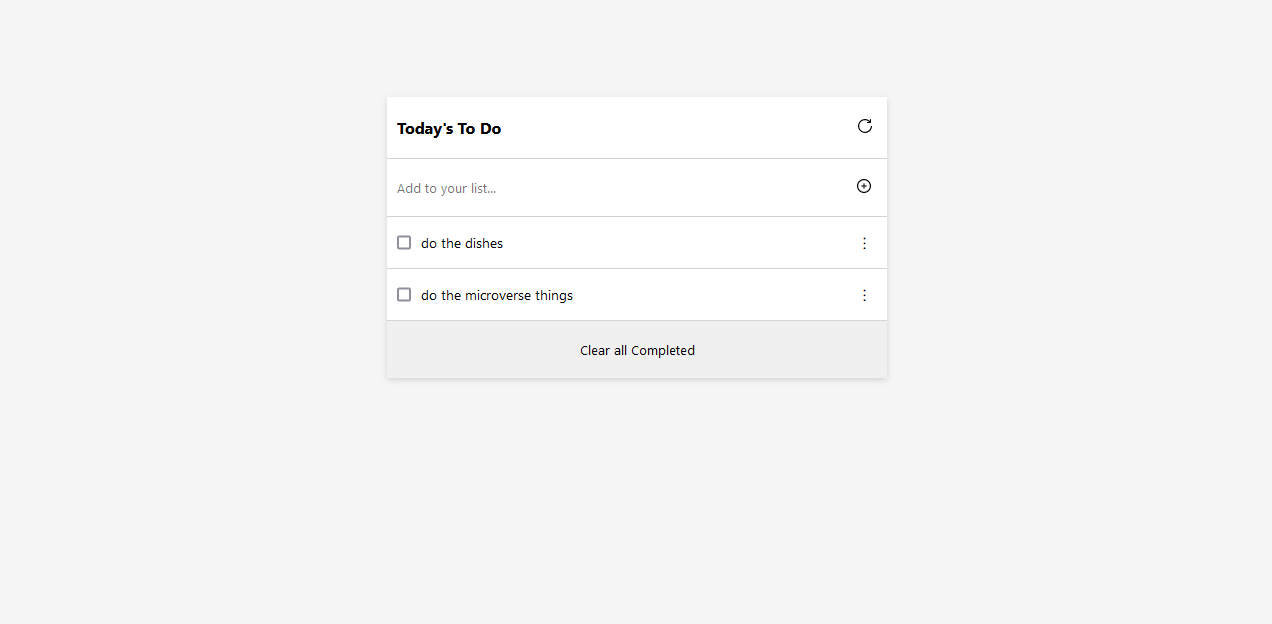 Today's To Do
Add to your list...
do the dishes
do the microverse things
Clear all Completed